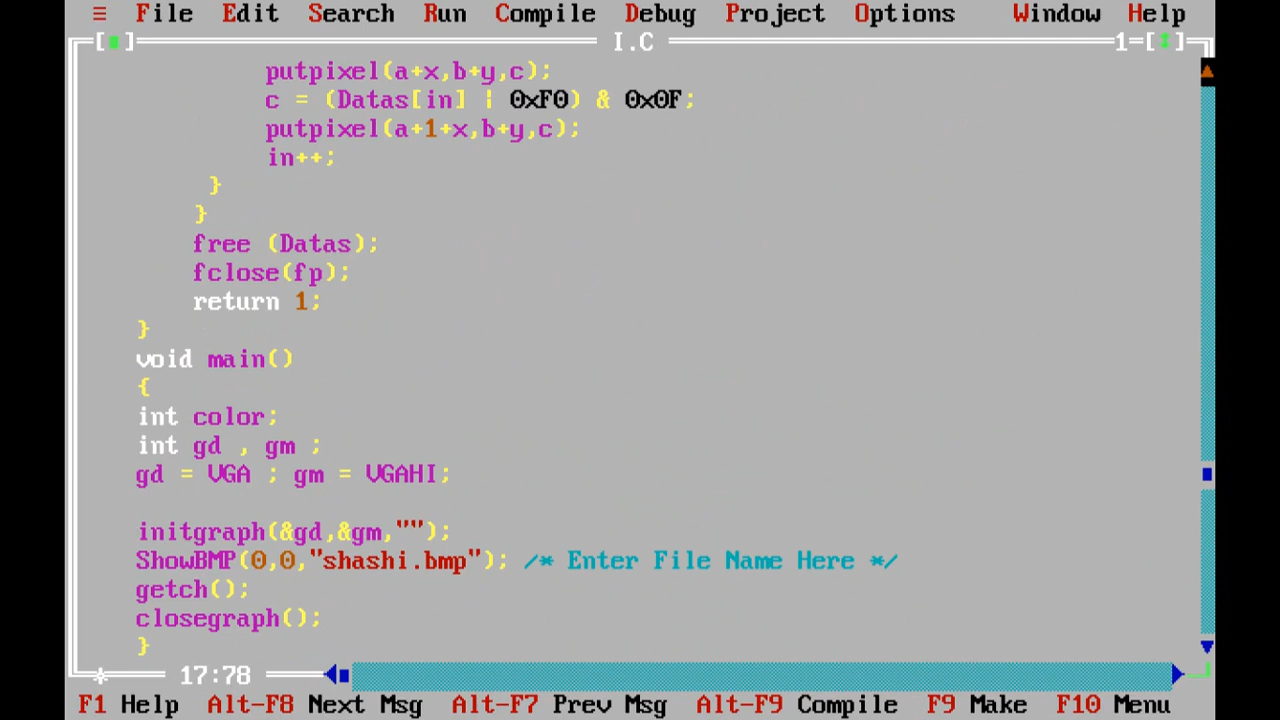 ≡ File Edit Search Run Compile Debug Project Options Window Help
[■] I.C 1=[↕]
putpixel(a+x,b+y,c);
c = (Datas[in] | 0xF0) & 0x0F;
putpixel(a+1+x,b+y,c);
in++;
}
}
free (Datas);
fclose(fp);
return 1;
}
void main()
{
int color;
int gd , gm ;
gd = VGA ; gm = VGAHI;
initgraph(&gd,&gm,"");
ShowBMP(0,0,"shashi.bmp"); /* Enter File Name Here */
getch();
closegraph();
}
* 17:78
F1 Help Alt-F8 Next Msg Alt-F7 Prev Msg Alt-F9 Compile F9 Make F10 Menu